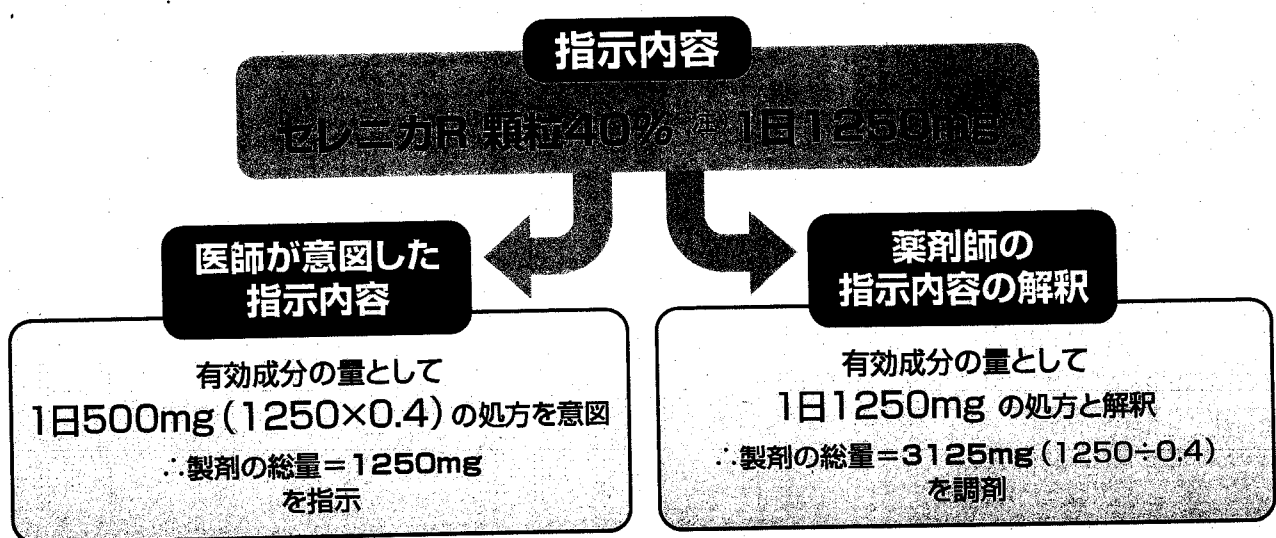 指示内容
セレニカR 顆粒40% 注) 1日1250mg
医師が意図した
指示内容
有効成分の量として
1日500mg(1250×0.4)の処方を意図
∴製剤の総量=1250mg
を指示
薬剤師の
指示内容の解釈
有効成分の量として
1日1250mg の処方と解釈
∴製剤の総量=3125mg(1250÷0.4)
を調剤